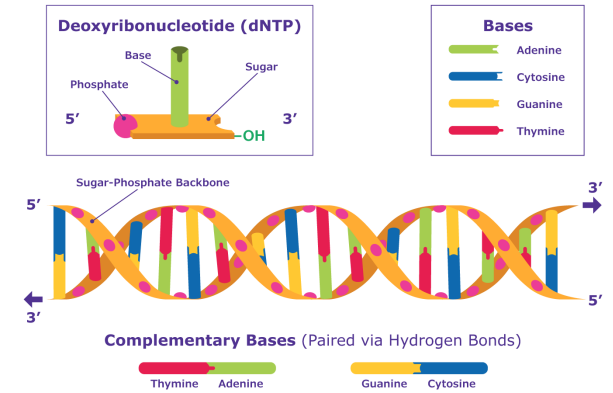 Deoxyribonucleotide (dNTP)
Base
Sugar
Phosphate
5’
3’
-OH
Bases
Adenine
Cytosine
Guanine
Thymine
Sugar-Phosphate Backbone
5’
3’
3’
5’
Complementary Bases (Paired via Hydrogen Bonds)
Thymine Adenine
Guanine Cytosine